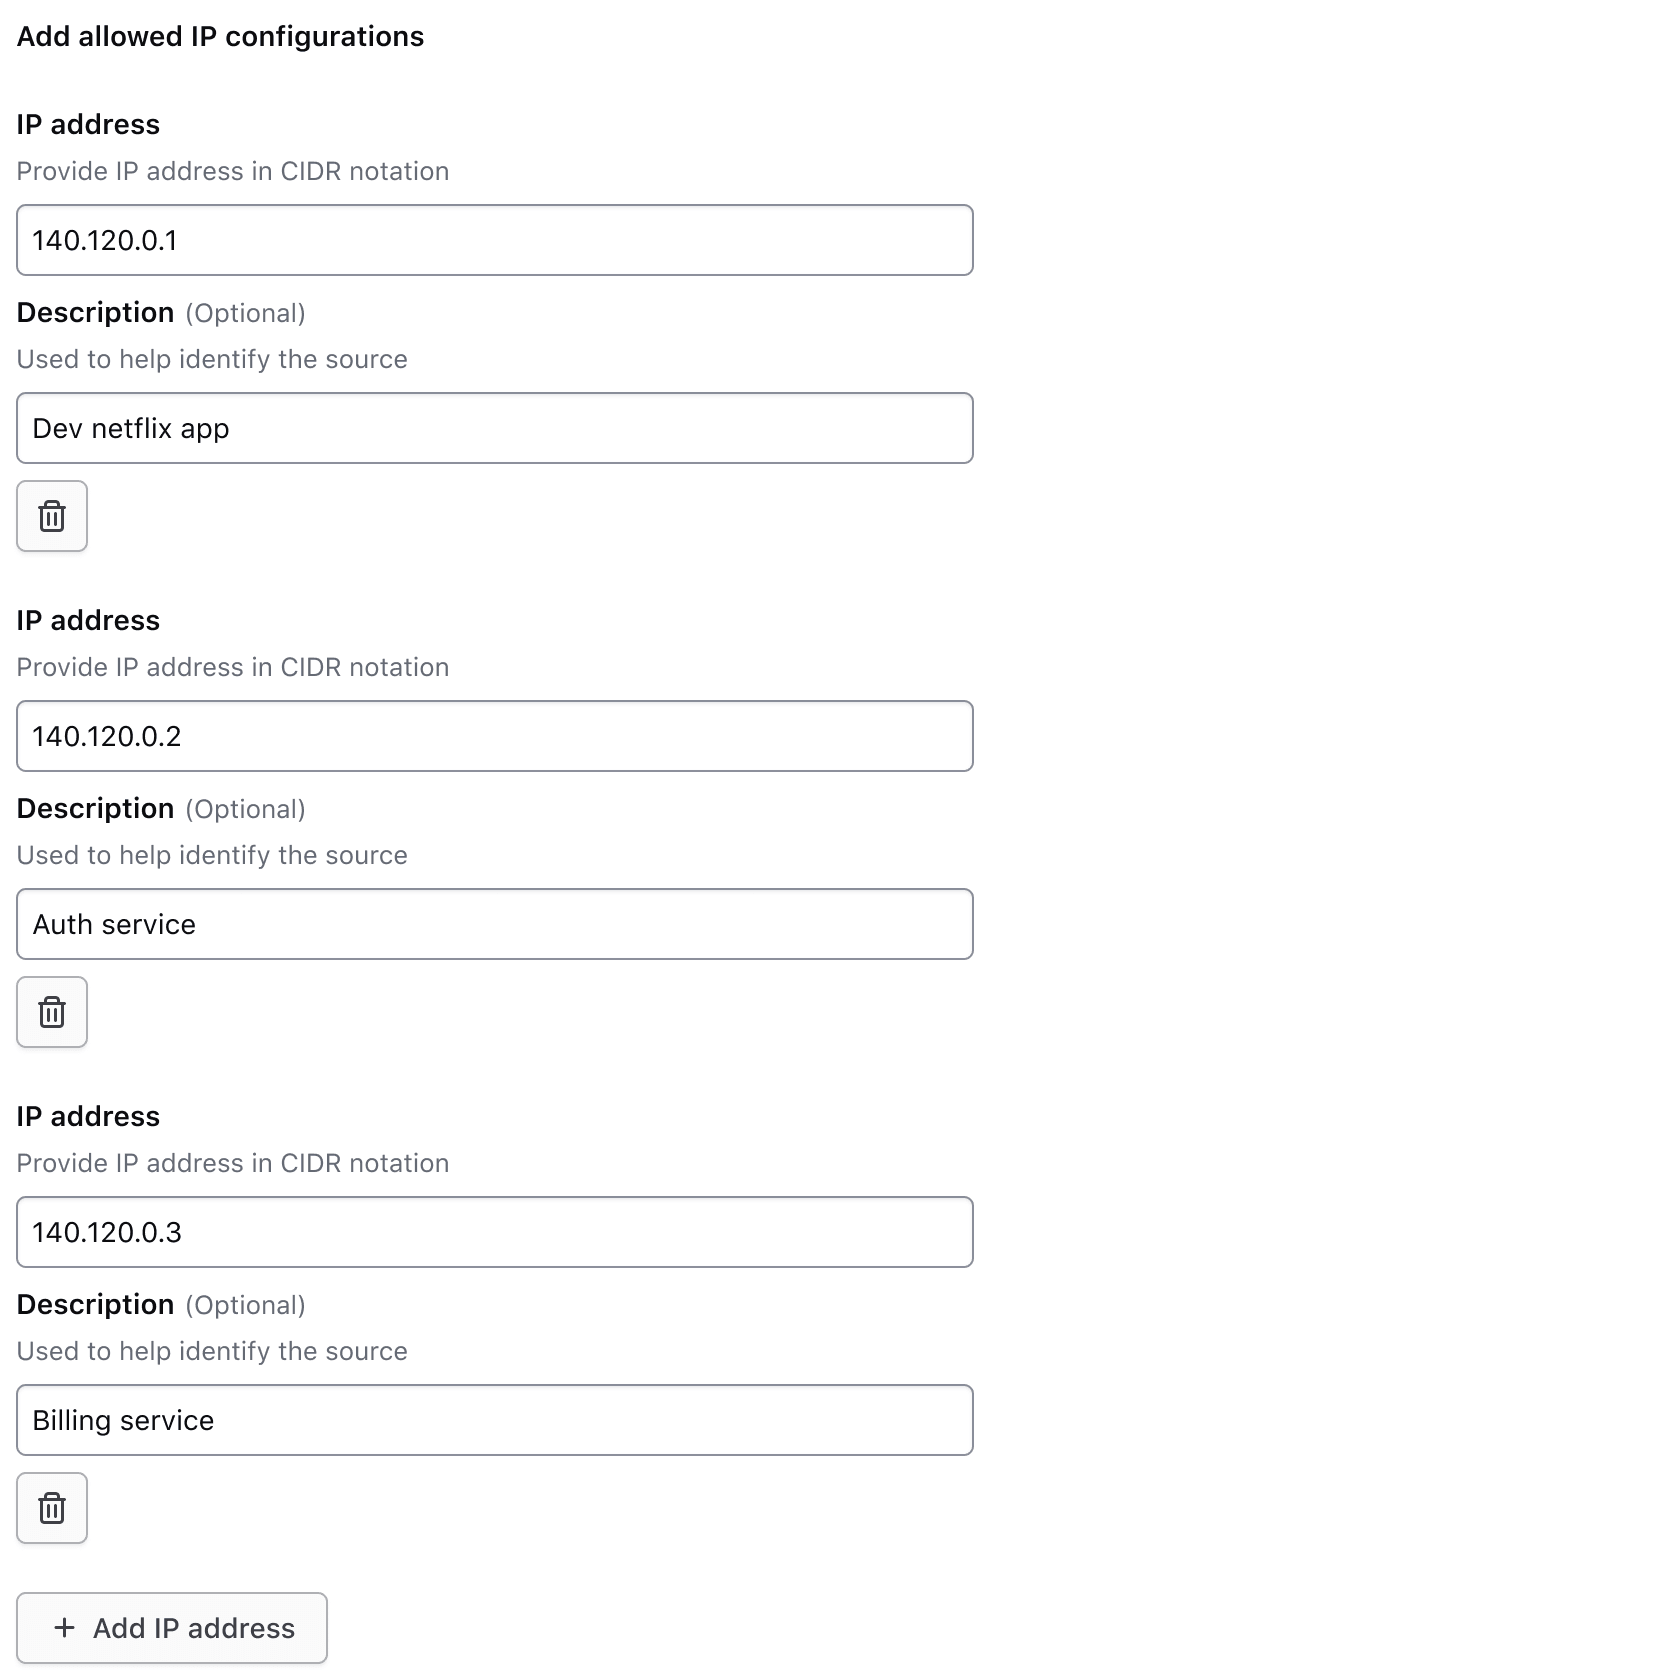 Add allowed IP configurations
IP address
Provide IP address in CIDR notation
140.120.0.1
Description (Optional)
Used to help identify the source
Dev netflix app
IP address
Provide IP address in CIDR notation
140.120.0.2
Description (Optional)
Used to help identify the source
Auth service
IP address
Provide IP address in CIDR notation
140.120.0.3
Description (Optional)
Used to help identify the source
Billing service
+ Add IP address